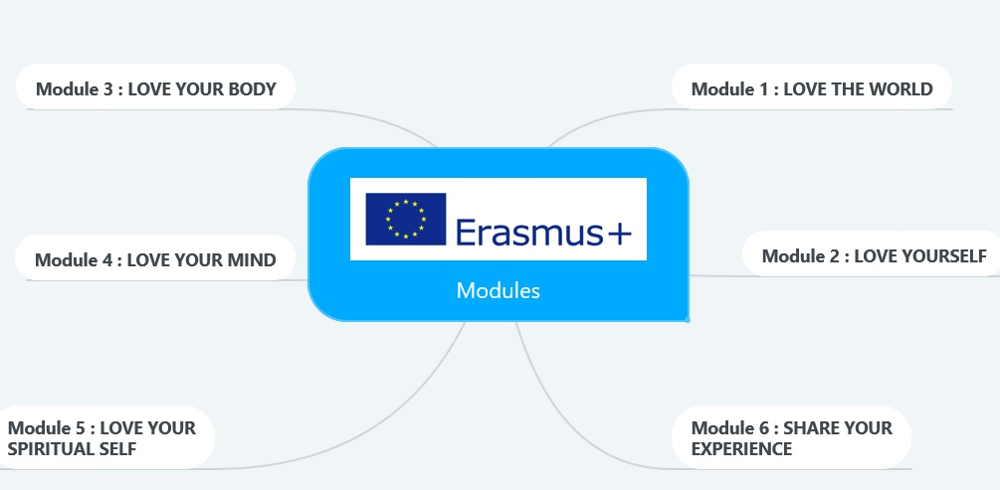 Module 3 : LOVE YOUR BODY
Module 1 : LOVE THE WORLD
Erasmus+
Modules
Module 4 : LOVE YOUR MIND
Module 2 : LOVE YOURSELF
Module 5 : LOVE YOUR
SPIRITUAL SELF
Module 6 : SHARE YOUR
EXPERIENCE